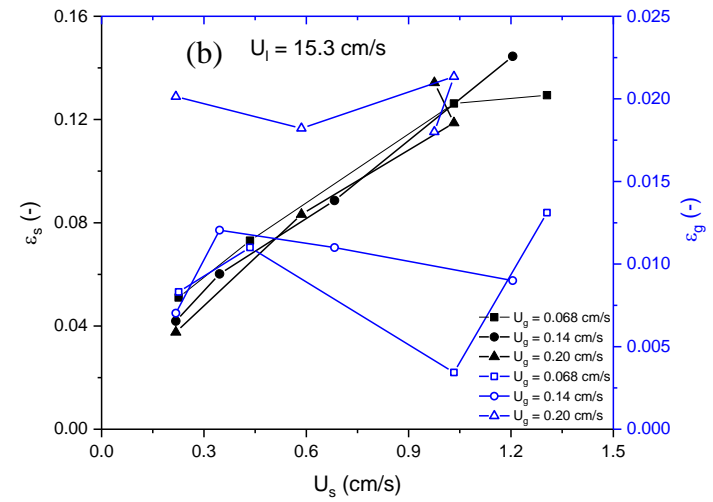 (b) U_l = 15.3 cm/s
0.16
0.12
0.08
0.04
0.00
ε_s (-)
0.025
0.020
0.015
0.010
0.005
0.000
ε_g (-)
U_g = 0.068 cm/s
U_g = 0.14 cm/s
U_g = 0.20 cm/s
U_g = 0.068 cm/s
U_g = 0.14 cm/s
U_g = 0.20 cm/s
0.0 0.3 0.6 0.9 1.2 1.5
U_s (cm/s)